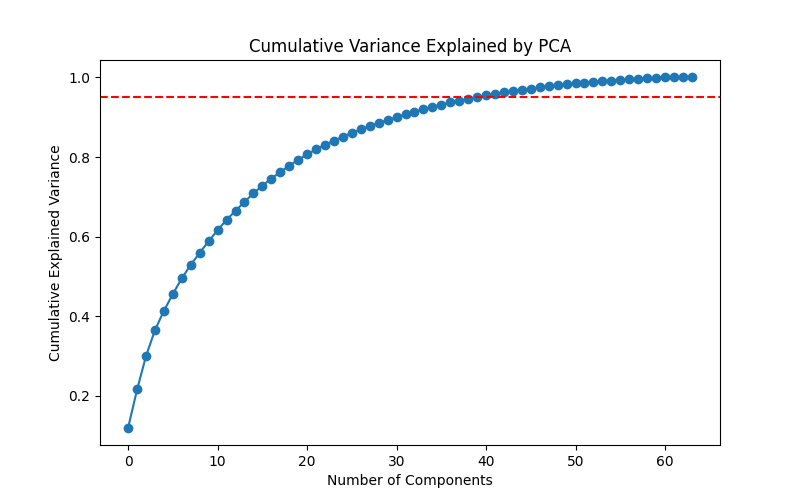 Cumulative Variance Explained by PCA
Cumulative Explained Variance
1.0
0.8
0.6
0.4
0.2
0 10 20 30 40 50 60
Number of Components